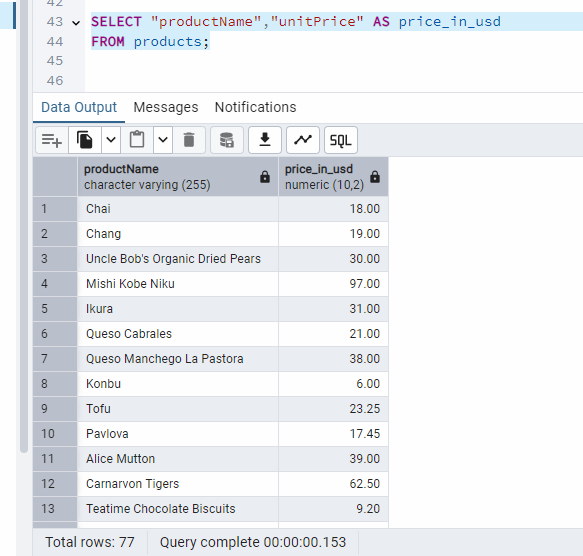 42
43 SELECT "productName","unitPrice" AS price_in_usd
44 FROM products;
45
46
Data Output Messages Notifications
SQL
productName price_in_usd
character varying (255) numeric (10,2)
1 Chai 18.00
2 Chang 19.00
3 Uncle Bob's Organic Dried Pears 30.00
4 Mishi Kobe Niku 97.00
5 Ikura 31.00
6 Queso Cabrales 21.00
7 Queso Manchego La Pastora 38.00
8 Konbu 6.00
9 Tofu 23.25
10 Pavlova 17.45
11 Alice Mutton 39.00
12 Carnarvon Tigers 62.50
13 Teatime Chocolate Biscuits 9.20
Total rows: 77 Query complete 00:00:00.153